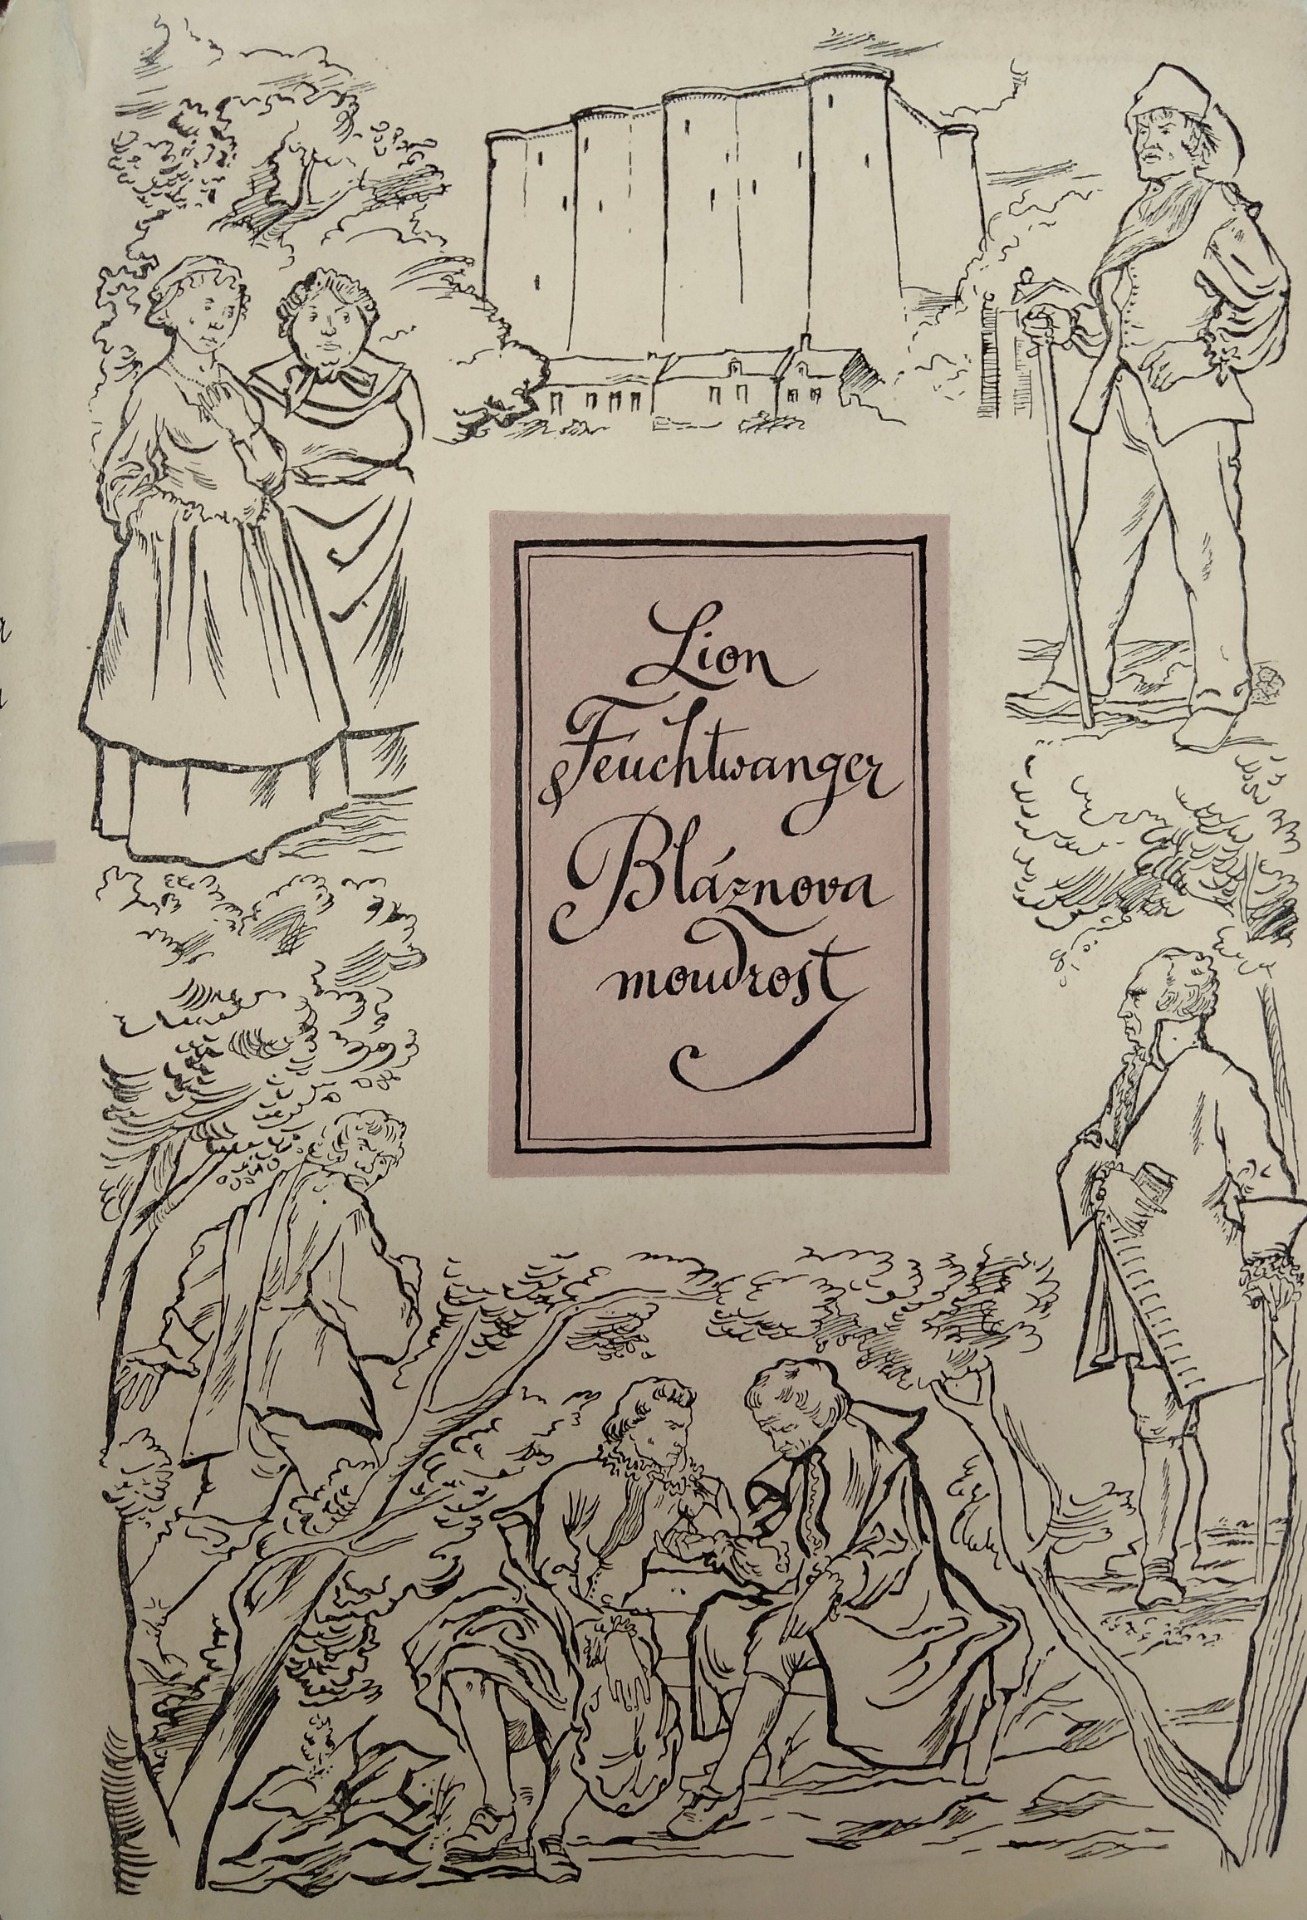 Lion
Feuchtwanger
Bláznova
moudrost